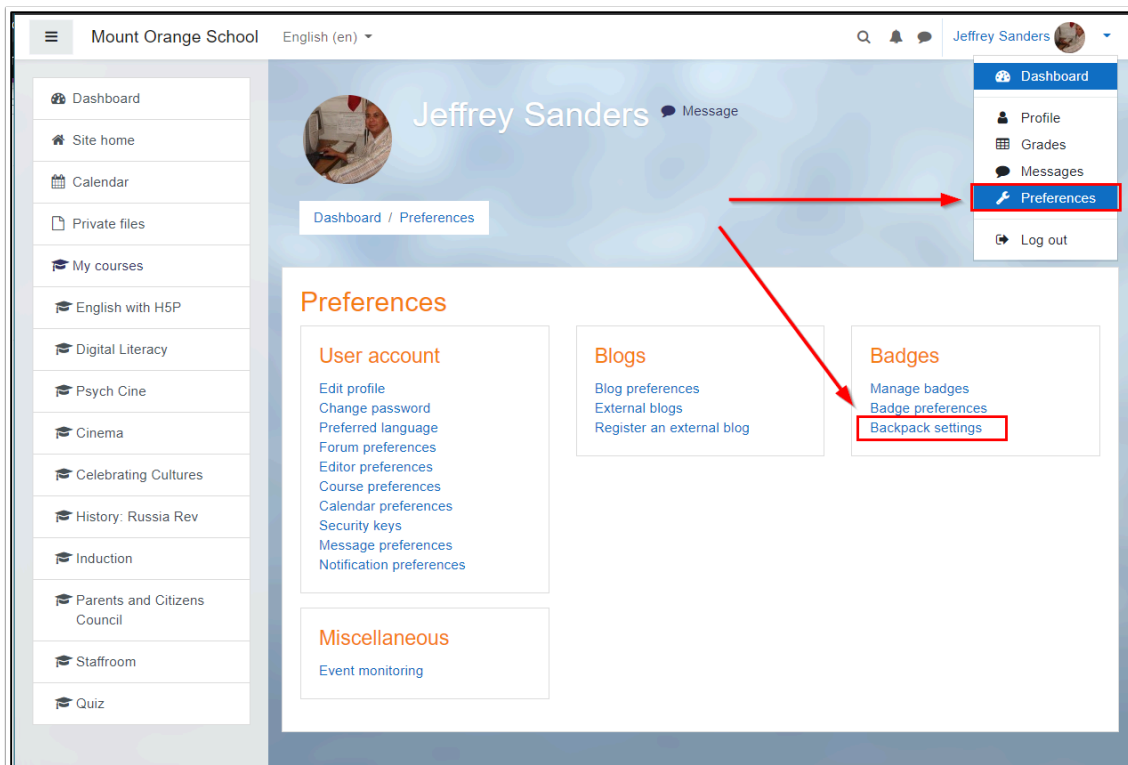 Mount Orange School English (en)
Jeffrey Sanders
Dashboard
Profile
Grades
Messages
Preferences
Log out
Dashboard
Site home
Calendar
Private files
My courses
English with H5P
Digital Literacy
Psych Cine
Cinema
Celebrating Cultures
History: Russia Rev
Induction
Parents and Citizens
Council
Staffroom
Quiz
Jeffrey Sanders Message
Dashboard / Preferences
Preferences
User account
Edit profile
Change password
Preferred language
Forum preferences
Editor preferences
Course preferences
Calendar preferences
Security keys
Message preferences
Notification preferences
Blogs
Blog preferences
External blogs
Register an external blog
Badges
Manage badges
Badge preferences
Backpack settings
Miscellaneous
Event monitoring